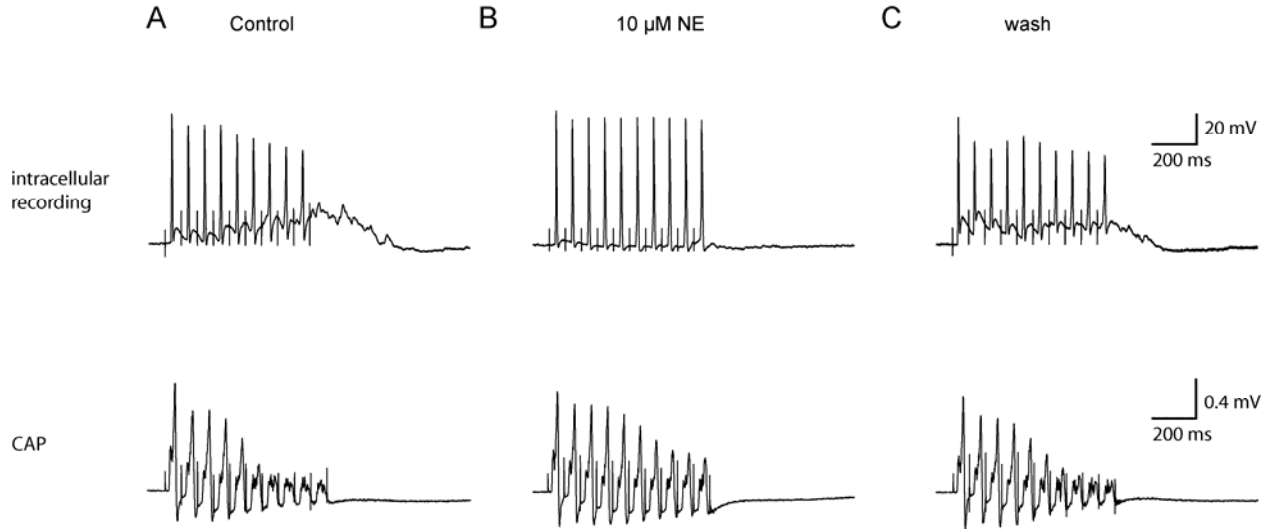 A Control B 10 µM NE C wash
20 mV
200 ms
intracellular
recording
0.4 mV
200 ms
CAP